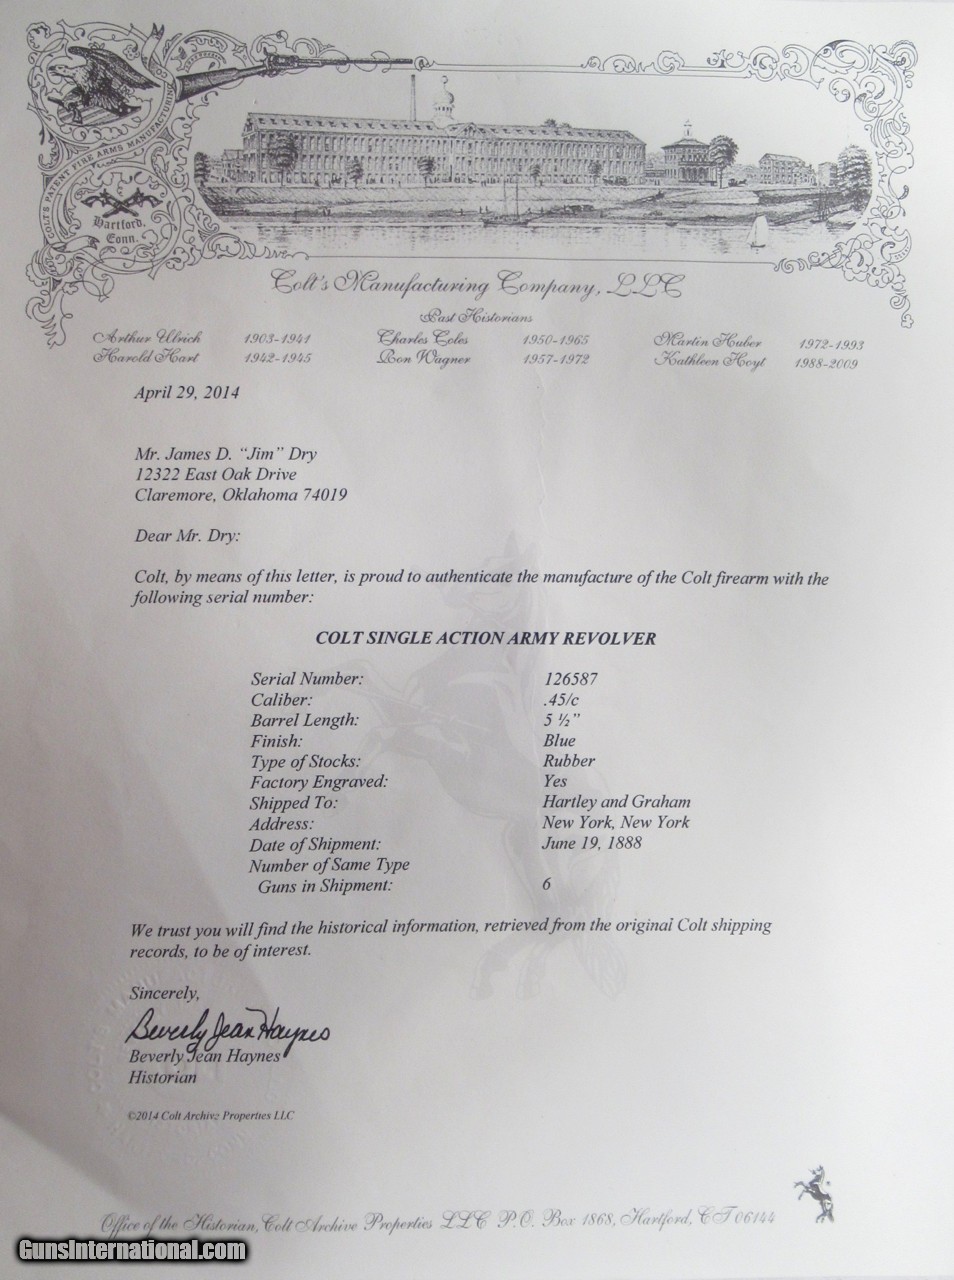 COLT'S PATENT FIRE ARMS MANUFACTURING CO
Hartford.
Conn.
Colt's Manufacturing Company, LLC
Past Historians
Arthur Ulrich 1903-1941 Charles Coles 1950-1965 Martin Huber 1972-1993
Harold Hart 1942-1945 Ron Wagner 1957-1972 Kathleen Hoyt 1988-2009
April 29, 2014
Mr. James D. “Jim” Dry
12322 East Oak Drive
Claremore, Oklahoma 74019
Dear Mr. Dry:
Colt, by means of this letter, is proud to authenticate the manufacture of the Colt firearm with the
following serial number:
COLT SINGLE ACTION ARMY REVOLVER
Serial Number: 126587
Caliber: .45/c
Barrel Length: 5 ½”
Finish: Blue
Type of Stocks: Rubber
Factory Engraved: Yes
Shipped To: Hartley and Graham
Address: New York, New York
Date of Shipment: June 19, 1888
Number of Same Type
Guns in Shipment: 6
We trust you will find the historical information, retrieved from the original Colt shipping
records, to be of interest.
Sincerely,
Beverly Jean Haynes
Beverly Jean Haynes
Historian
©2014 Colt Archive Properties LLC
Office of the Historian, Colt Archive Properties LLC P.O. Box 1868, Hartford, CT 06144
GunsInternational.com